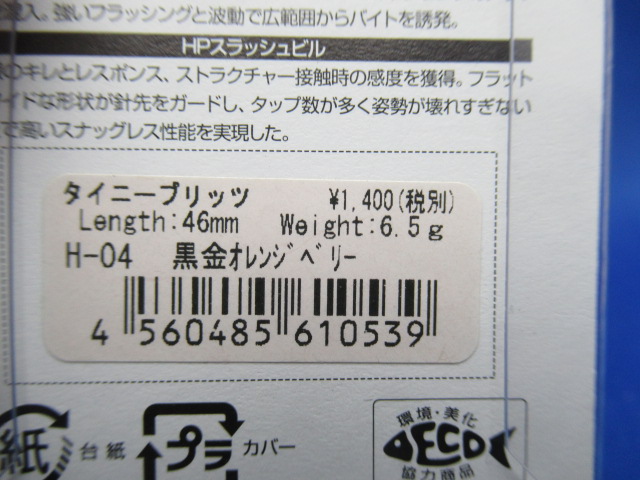 入。強いフラッシングと波動で広範囲からバイトを誘発。
HPスラッシュビル
のキレとレスポンス、ストラクチャー接触時の感度を獲得。フラット
イドな形状が針先をガードし、タップ数が多く姿勢が壊れすぎない
で高いスナッグレス性能を実現した。
タイニーブリッツ ¥1,400(税別)
Length:46mm Weight:6.5g
H-04 黒金オレンジベリー
4 560485 610539
紙 台紙 プラ カバー
環境・美化
ECO
協力商品